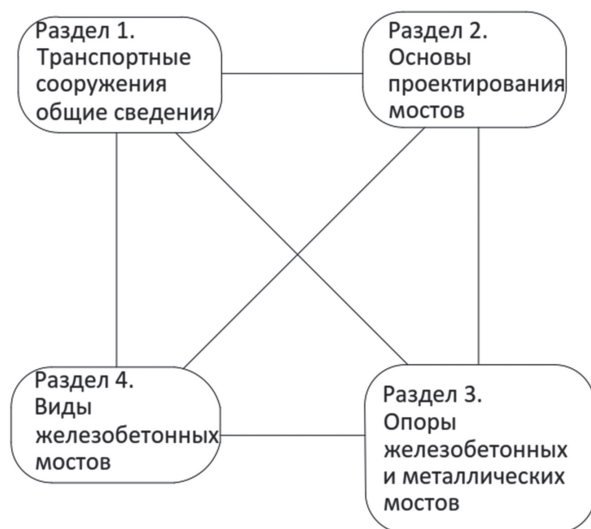 Раздел 1.
Транспортные
сооружения
общие сведения
Раздел 2.
Основы
проектирования
мостов
Раздел 4.
Виды
железобетонных
мостов
Раздел 3.
Опоры
железобетонных
и металлических
мостов